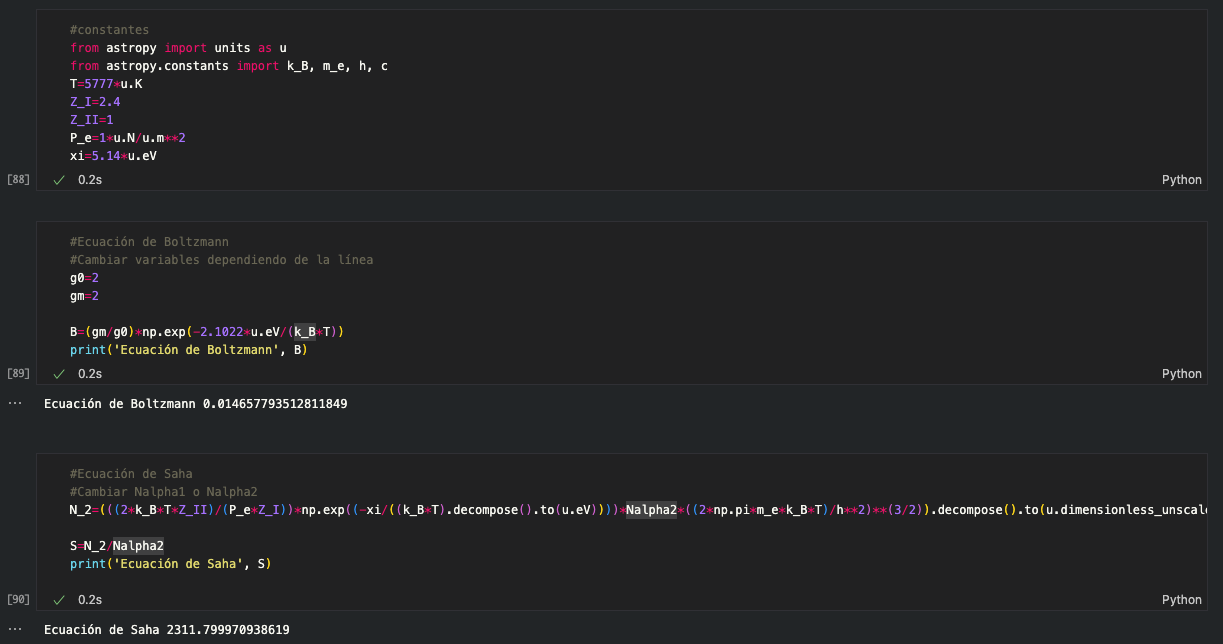 #constantes
from astropy import units as u
from astropy.constants import k_B, m_e, h, c
T=5777*u.K
Z_I=2.4
Z_II=1
P_e=1*u.N/u.m**2
xi=5.14*u.eV
[88]
0.2s
Python
#Ecuación de Boltzmann
#Cambiar variables dependiendo de la línea
g0=2
gm=2
B=(gm/g0)*np.exp(-2.1022*u.eV/(k_B*T))
print('Ecuación de Boltzmann', B)
[89]
0.2s
Python
... Ecuación de Boltzmann 0.014657793512811849
#Ecuación de Saha
#Cambiar Nalpha1 o Nalpha2
N_2=(((2*k_B*T*Z_II)/(P_e*Z_I))*np.exp((-xi/((k_B*T).decompose().to(u.eV))))*Nalpha2*((2*np.pi*m_e*k_B*T)/h**2)**(3/2)).decompose().to(u.dimensionless_unscale
S=N_2/Nalpha2
print('Ecuación de Saha', S)
[90]
0.2s
Python
... Ecuación de Saha 2311.799970938619